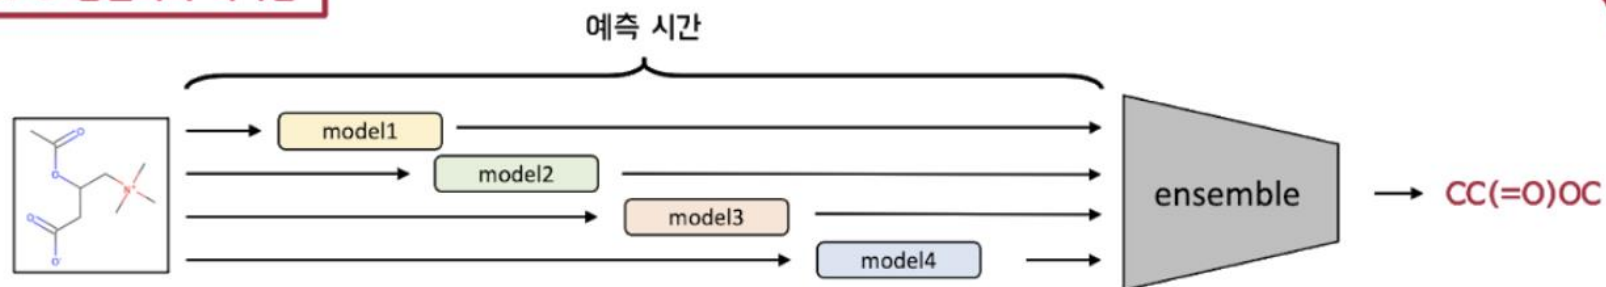 예측 시간
model1
model2
model3
model4
ensemble
CC(=O)OC